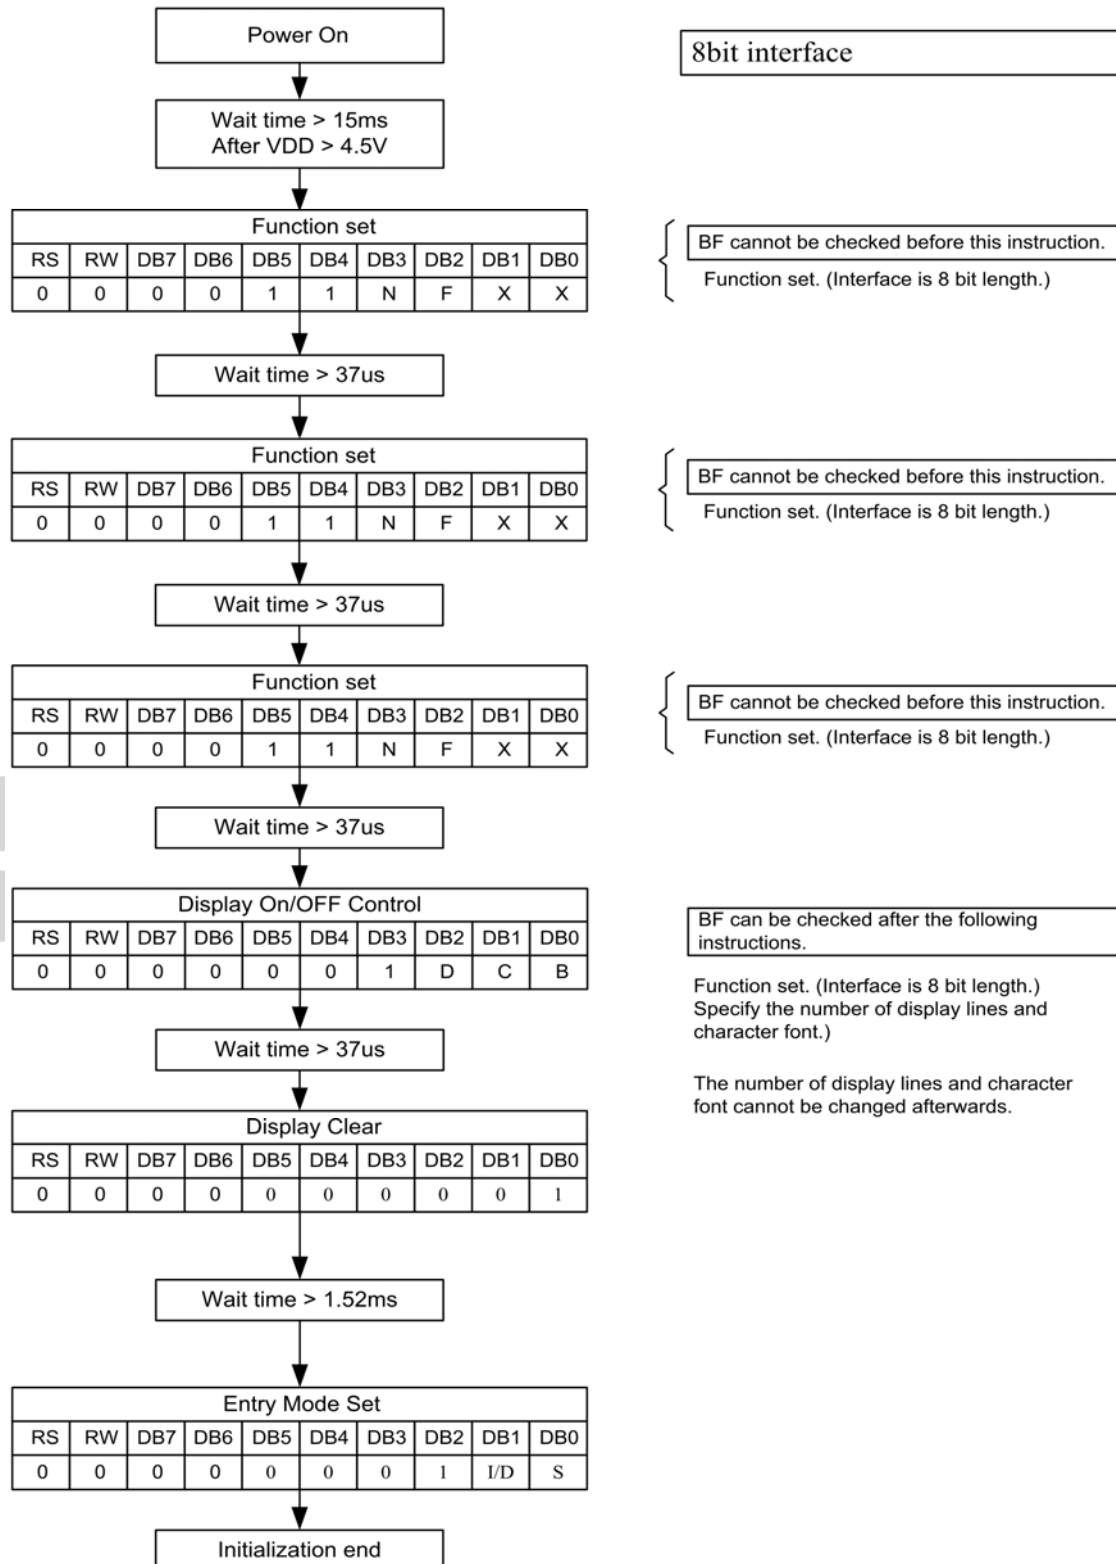 Power On
8bit interface
Wait time > 15ms
After VDD > 4.5V
Function set
RS RW DB7 DB6 DB5 DB4 DB3 DB2 DB1 DB0
0 0 0 0 1 1 N F X X
BF cannot be checked before this instruction.
Function set. (Interface is 8 bit length.)
Wait time > 37us
Function set
RS RW DB7 DB6 DB5 DB4 DB3 DB2 DB1 DB0
0 0 0 0 1 1 N F X X
BF cannot be checked before this instruction.
Function set. (Interface is 8 bit length.)
Wait time > 37us
Function set
RS RW DB7 DB6 DB5 DB4 DB3 DB2 DB1 DB0
0 0 0 0 1 1 N F X X
BF cannot be checked before this instruction.
Function set. (Interface is 8 bit length.)
Wait time > 37us
Display On/OFF Control
RS RW DB7 DB6 DB5 DB4 DB3 DB2 DB1 DB0
0 0 0 0 0 0 1 D C B
BF can be checked after the following
instructions.
Function set. (Interface is 8 bit length.)
Specify the number of display lines and
character font.)
The number of display lines and character
font cannot be changed afterwards.
Wait time > 37us
Display Clear
RS RW DB7 DB6 DB5 DB4 DB3 DB2 DB1 DB0
0 0 0 0 0 0 0 0 0 1
Wait time > 1.52ms
Entry Mode Set
RS RW DB7 DB6 DB5 DB4 DB3 DB2 DB1 DB0
0 0 0 0 0 0 0 1 I/D S
Initialization end